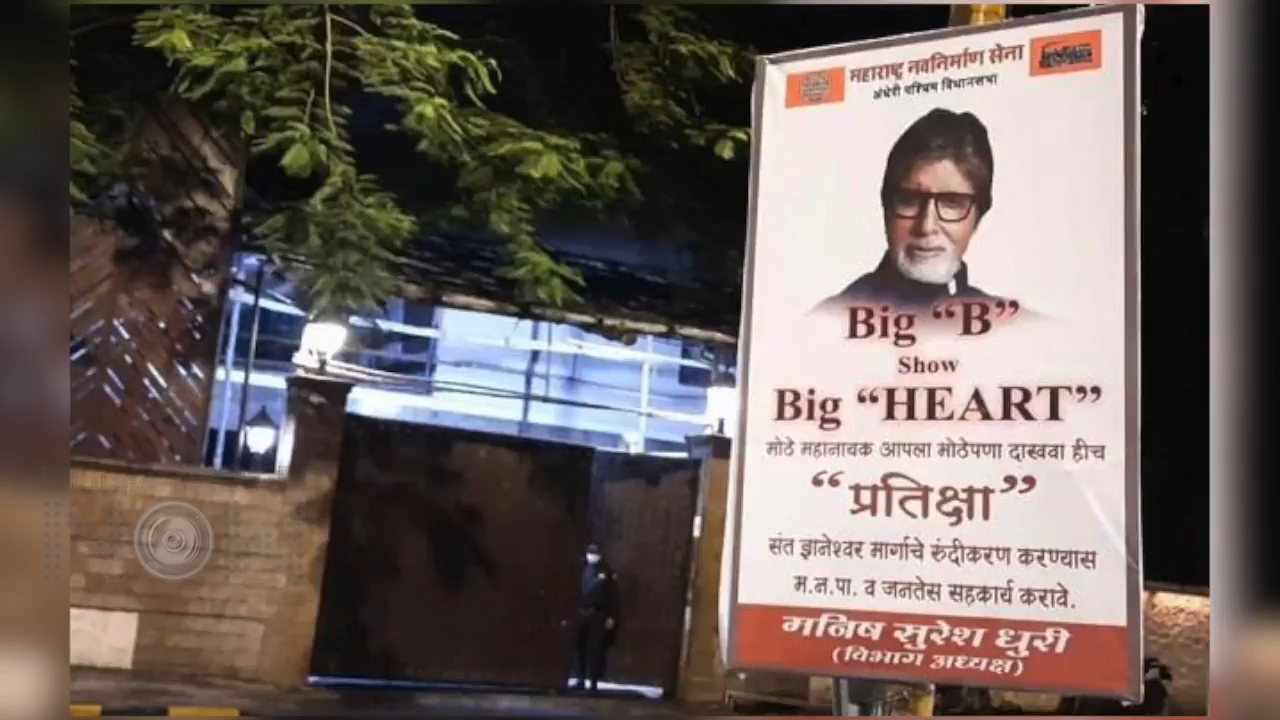 महाराष्ट्र नवनिर्माण सेना
अंधेरी पश्चिम विधानसभा
Big “B”
Show
Big “HEART”
मोठे महानायक आपला मोठेपणा दाखवा हीच
“प्रतिक्षा”
संत ज्ञानेश्वर मार्गाचे रुंदीकरण करण्यास
म.न.पा. व जनतेस सहकार्य करावे.
मनिष सुरेश धुरी
(विभाग अध्यक्ष)